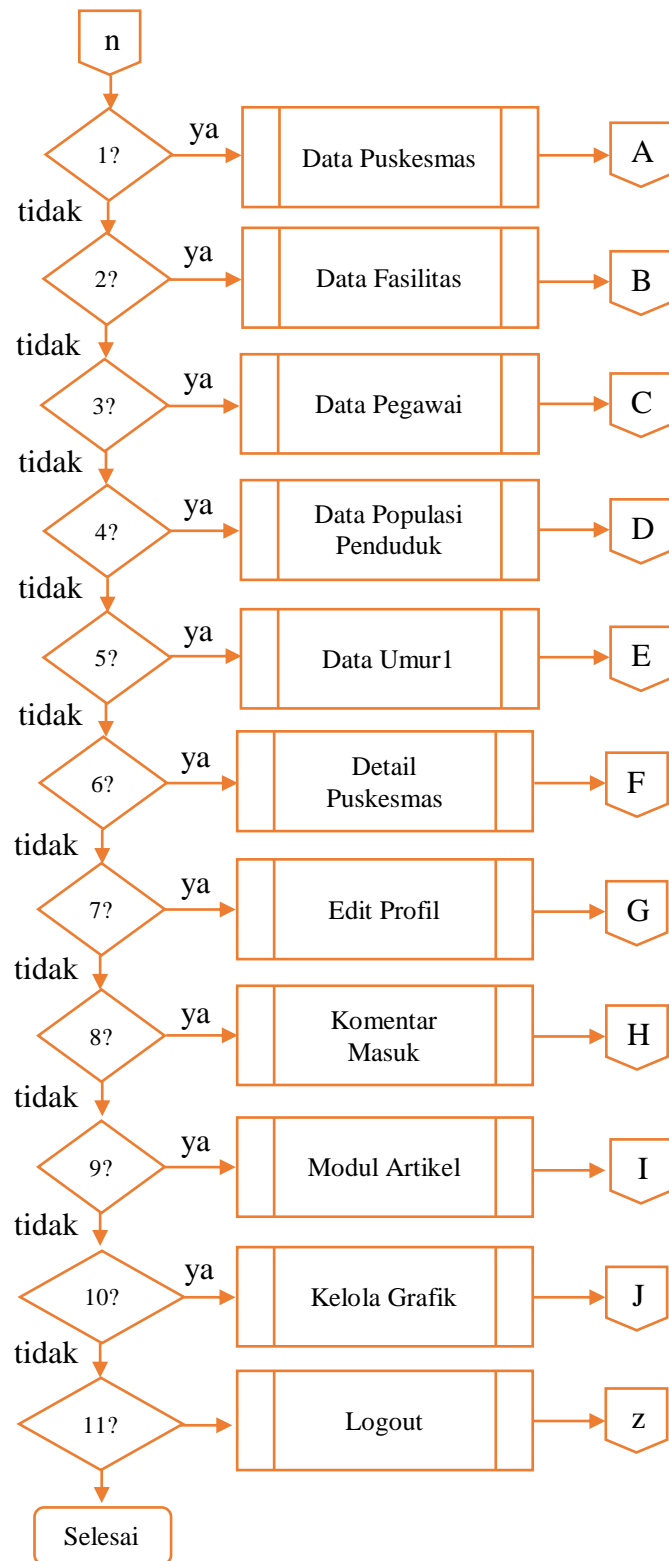 n
ya
1?
Data Puskesmas
A
tidak
ya
2?
Data Fasilitas
B
tidak
ya
3?
Data Pegawai
C
tidak
ya
4?
Data Populasi
Penduduk
D
tidak
ya
5?
Data Umur1
E
tidak
ya
6?
Detail
Puskesmas
F
tidak
ya
7?
Edit Profil
G
tidak
ya
8?
Komentar
Masuk
H
tidak
ya
9?
Modul Artikel
I
tidak
ya
10?
Kelola Grafik
J
tidak
11?
Logout
z
Selesai